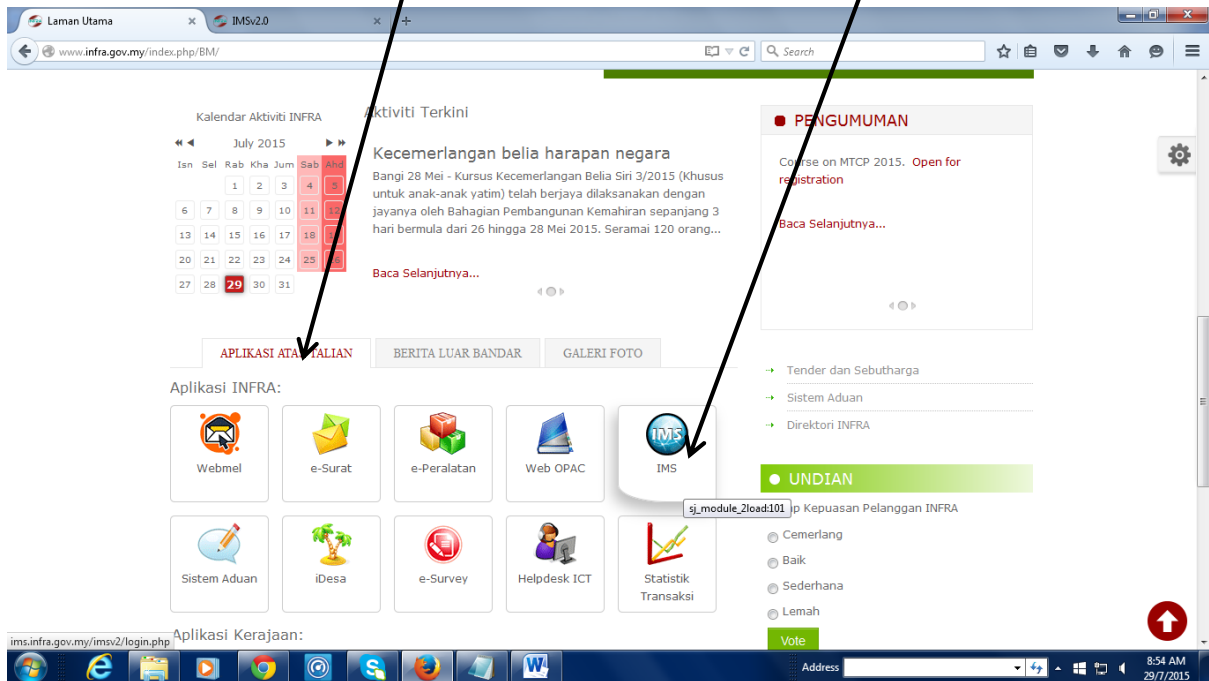 Laman Utama
IMSv2.0
www.infra.gov.my/index.php/BM/
Search
Kalendar Aktiviti INFRA
July 2015
Isn Sel Rab Kha Jum Sab Ahd
1 2 3 4 5
6 7 8 9 10 11 12
13 14 15 16 17 18
20 21 22 23 24 25 26
27 28 29 30 31
Aktiviti Terkini
Kecemerlangan belia harapan negara
Bangi 28 Mei - Kursus Kecemerlangan Belia Siri 3/2015 (Khusus
untuk anak-anak yatim) telah berjaya dilaksanakan dengan
jayanya oleh Bahagian Pembangunan Kemahiran sepanjang 3
hari bermula dari 26 hingga 28 Mei 2015. Seramai 120 orang...
Baca Selanjutnya...
PENGUMUMAN
Course on MTCP 2015. Open for
registration
Baca Selanjutnya...
APLIKASI ATAS TALIAN
BERITA LUAR BANDAR
GALERI FOTO
Aplikasi INFRA:
Webmel
e-Surat
e-Peralatan
Web OPAC
IMS
IMS
sj_module_2load:101
Sistem Aduan
iDesa
e-Survey
Helpdesk ICT
Statistik
Transaksi
Aplikasi Kerajaan:
Tender dan Sebutharga
Sistem Aduan
Direktori INFRA
UNDIAN
Kepuasan Pelanggan INFRA
Cemerlang
Baik
Sederhana
Lemah
Vote
ims.infra.gov.my/imsv2/login.php
Address
8:54 AM
29/7/2015